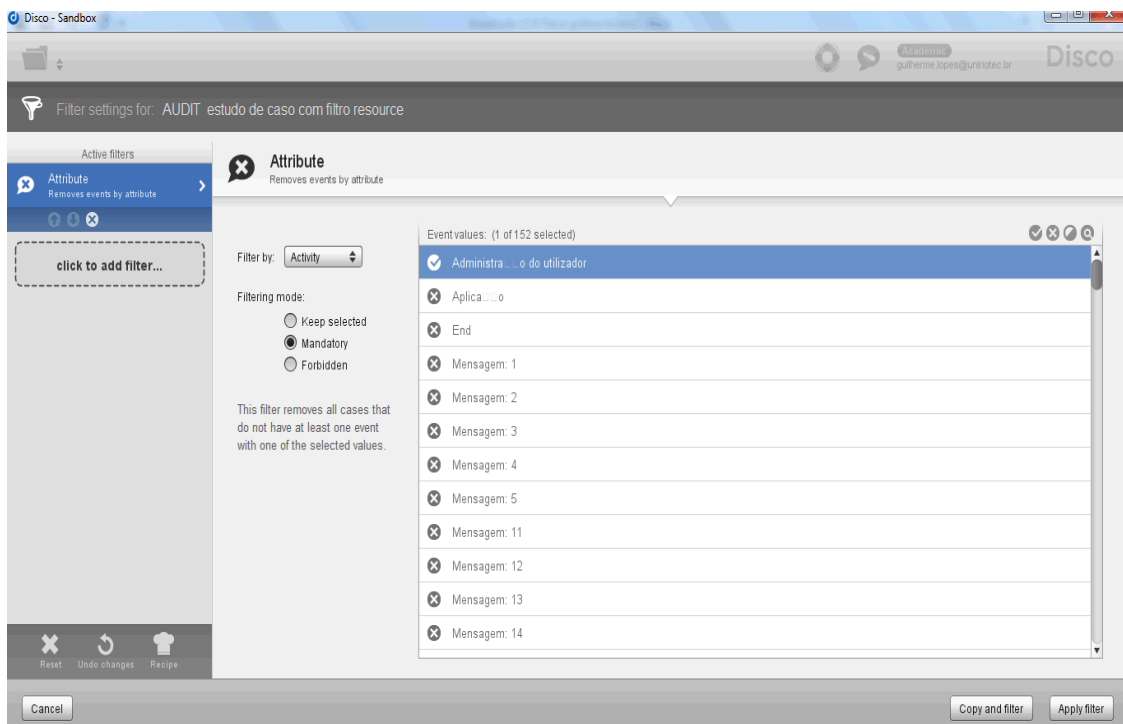 Disco - Sandbox
Academic
guilherme.lopes@uniriotec.br
Disco
Filter settings for: AUDIT estudo de caso com filtro resource
Active filters
Attribute
Removes events by attribute
click to add filter...
Reset
Undo changes
Recipe
Attribute
Removes events by attribute
Filter by:
Activity
Filtering mode:
Keep selected
Mandatory
Forbidden
This filter removes all cases that
do not have at least one event
with one of the selected values.
Event values: (1 of 152 selected)
Administra...o do utilizador
Aplica...o
End
Mensagem: 1
Mensagem: 2
Mensagem: 3
Mensagem: 4
Mensagem: 5
Mensagem: 11
Mensagem: 12
Mensagem: 13
Mensagem: 14
Cancel
Copy and filter
Apply filter